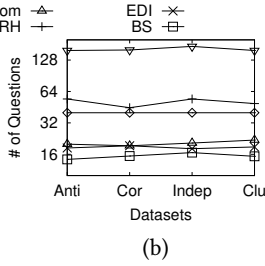 om EDI
RH BS
# of Questions
128
64
32
16
Anti Cor Indep Clu
Datasets
(b)